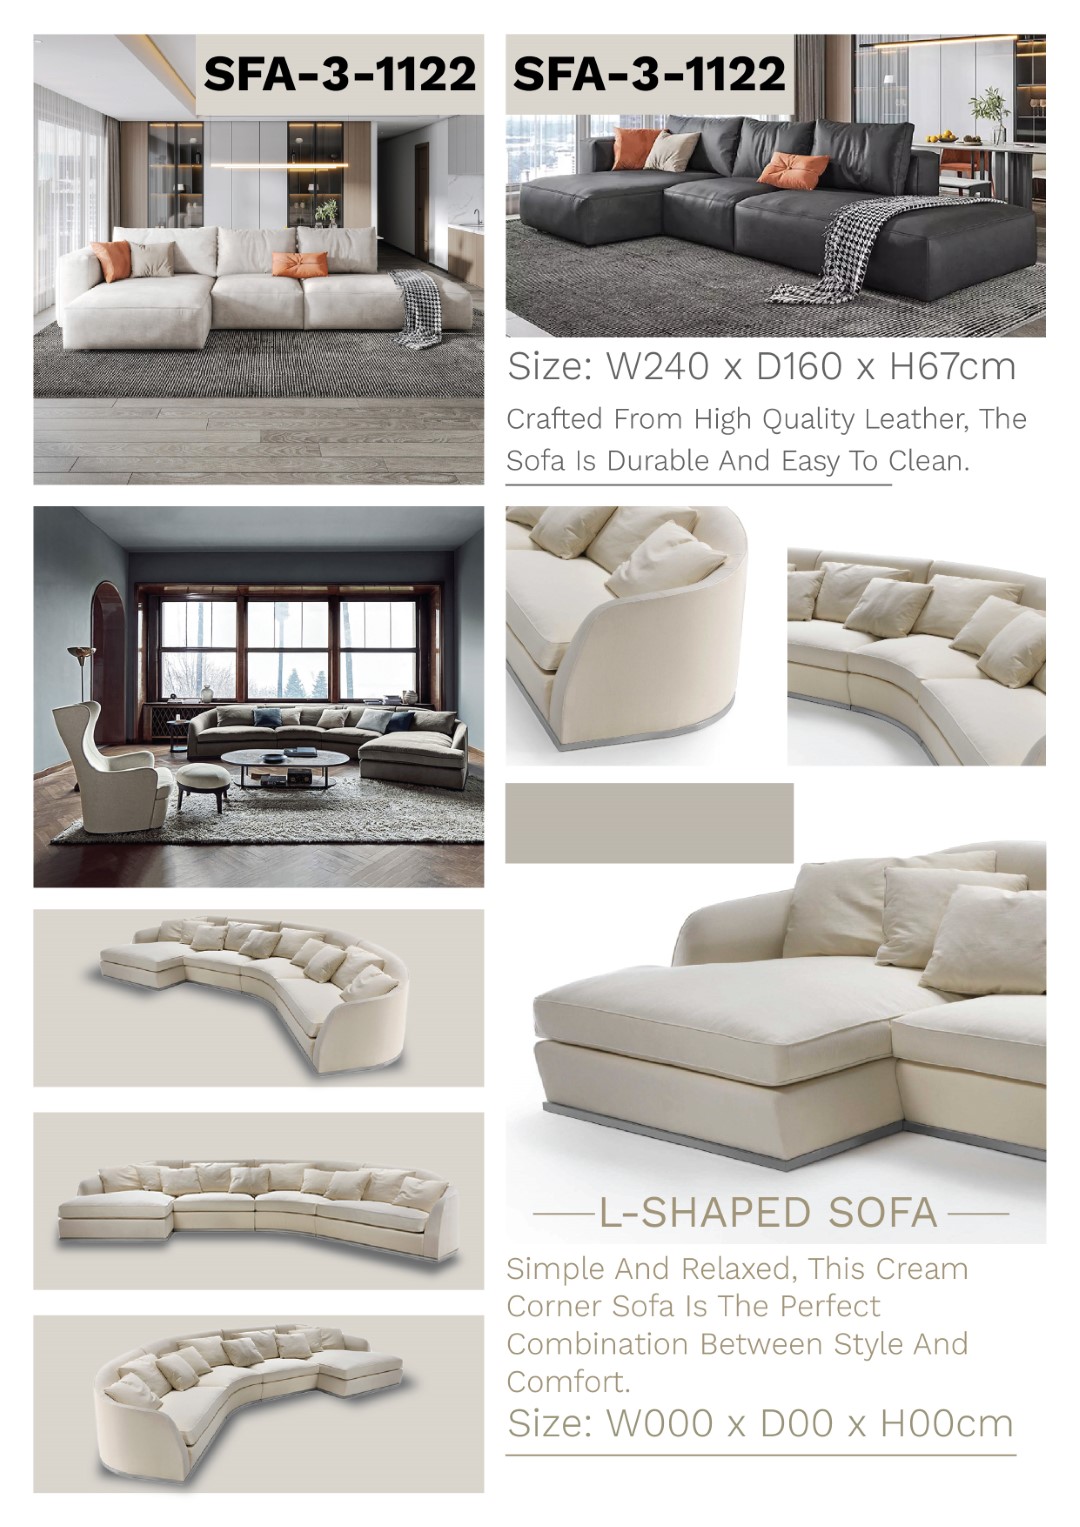 SFA-3-1122
SFA-3-1122
Size: W240 x D160 x H67cm
Crafted From High Quality Leather, The
Sofa Is Durable And Easy To Clean.
L-SHAPED SOFA
Simple And Relaxed, This Cream
Corner Sofa Is The Perfect
Combination Between Style And
Comfort.
Size: W000 x D00 x H00cm